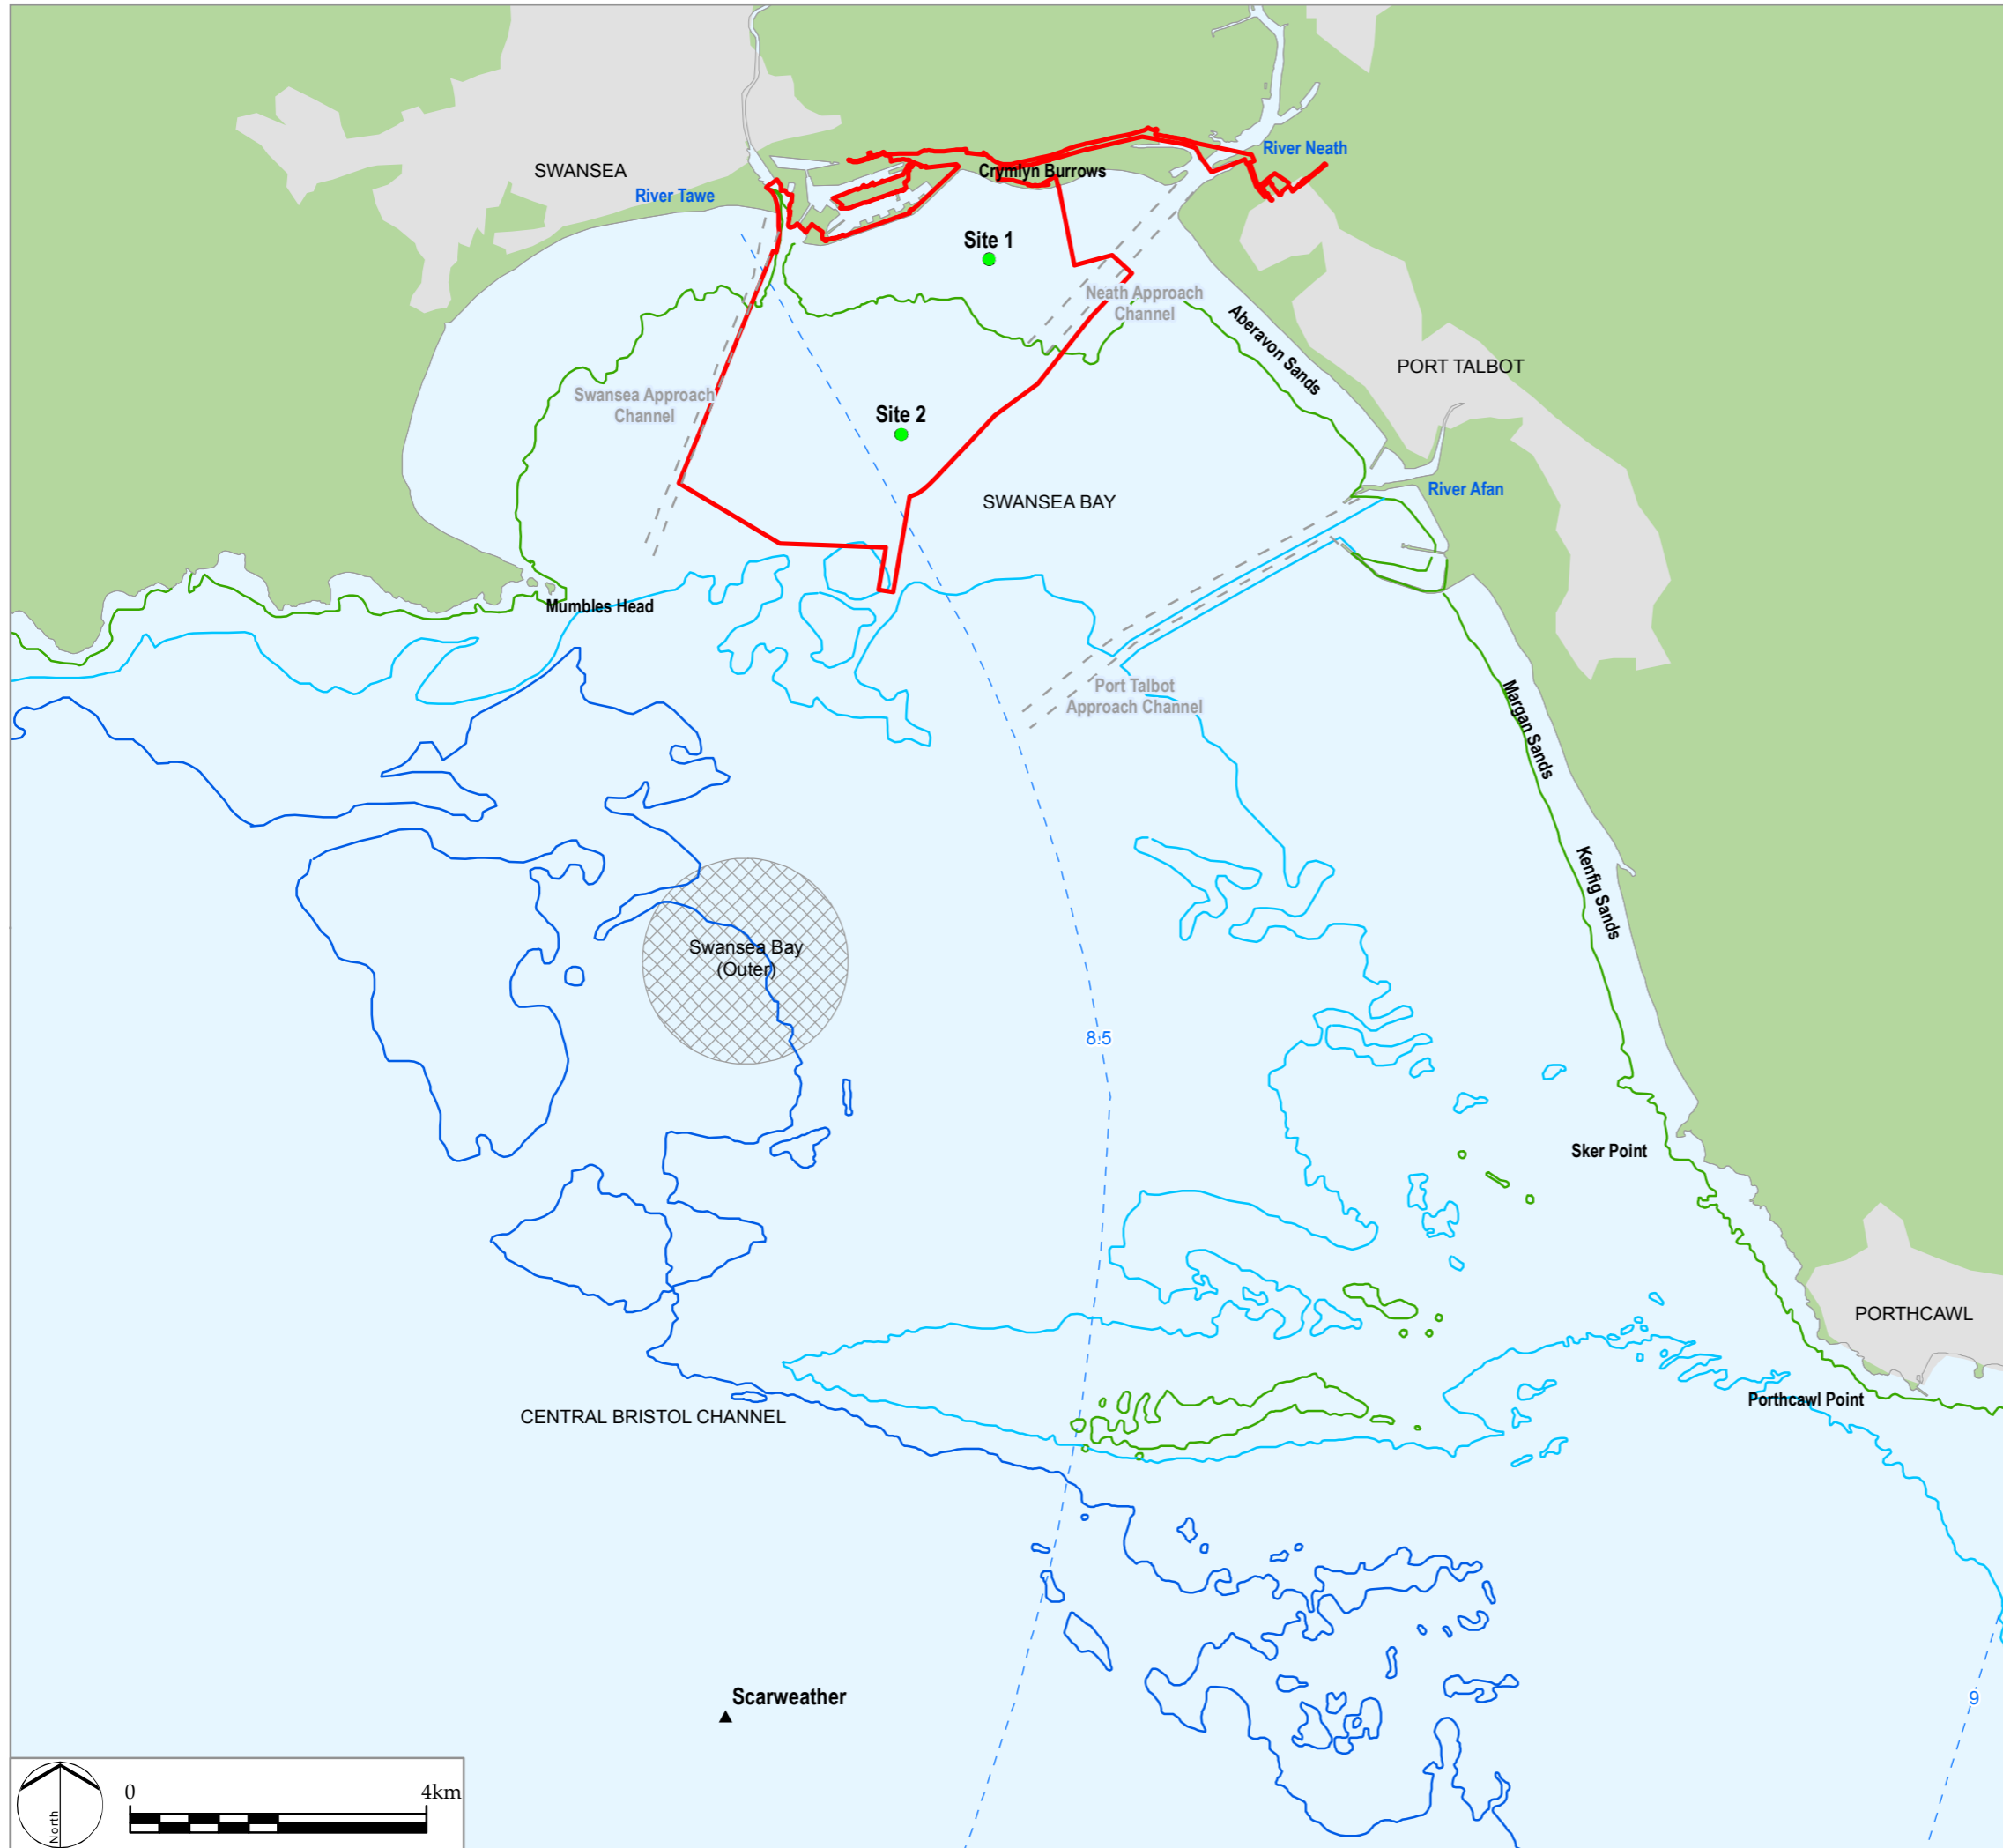 SWANSEA
River Tawe
Crymlyn Burrows
River Neath
Site 1
Neath Approach
Channel
Aberavon Sands
PORT TALBOT
Swansea Approach
Channel
Site 2
SWANSEA BAY
River Afan
Mumbles Head
Port Talbot
Approach Channel
Margan Sands
Kenfig Sands
Swansea Bay
(Outer)
8.5
Sker Point
PORTHCAWL
Porthcawl Point
CENTRAL BRISTOL CHANNEL
Scarweather
9
North
0
4km